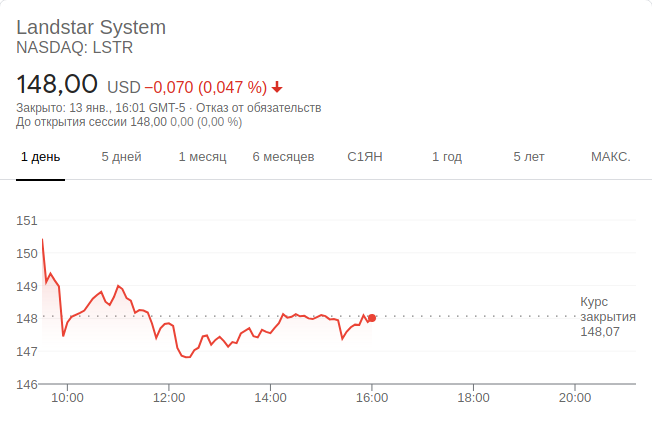 Landstar System
NASDAQ: LSTR
148,00 USD −0,070 (0,047 %)
Закрыто: 13 янв., 16:01 GMT-5 · Отказ от обязательств
До открытия сессии 148,00 0,00 (0,00 %)
1 день 5 дней 1 месяц 6 месяцев С1ЯН 1 год 5 лет МАКС.
151
150
149
148
147
146
Курс
закрытия
148,07
10:00 12:00 14:00 16:00 18:00 20:00